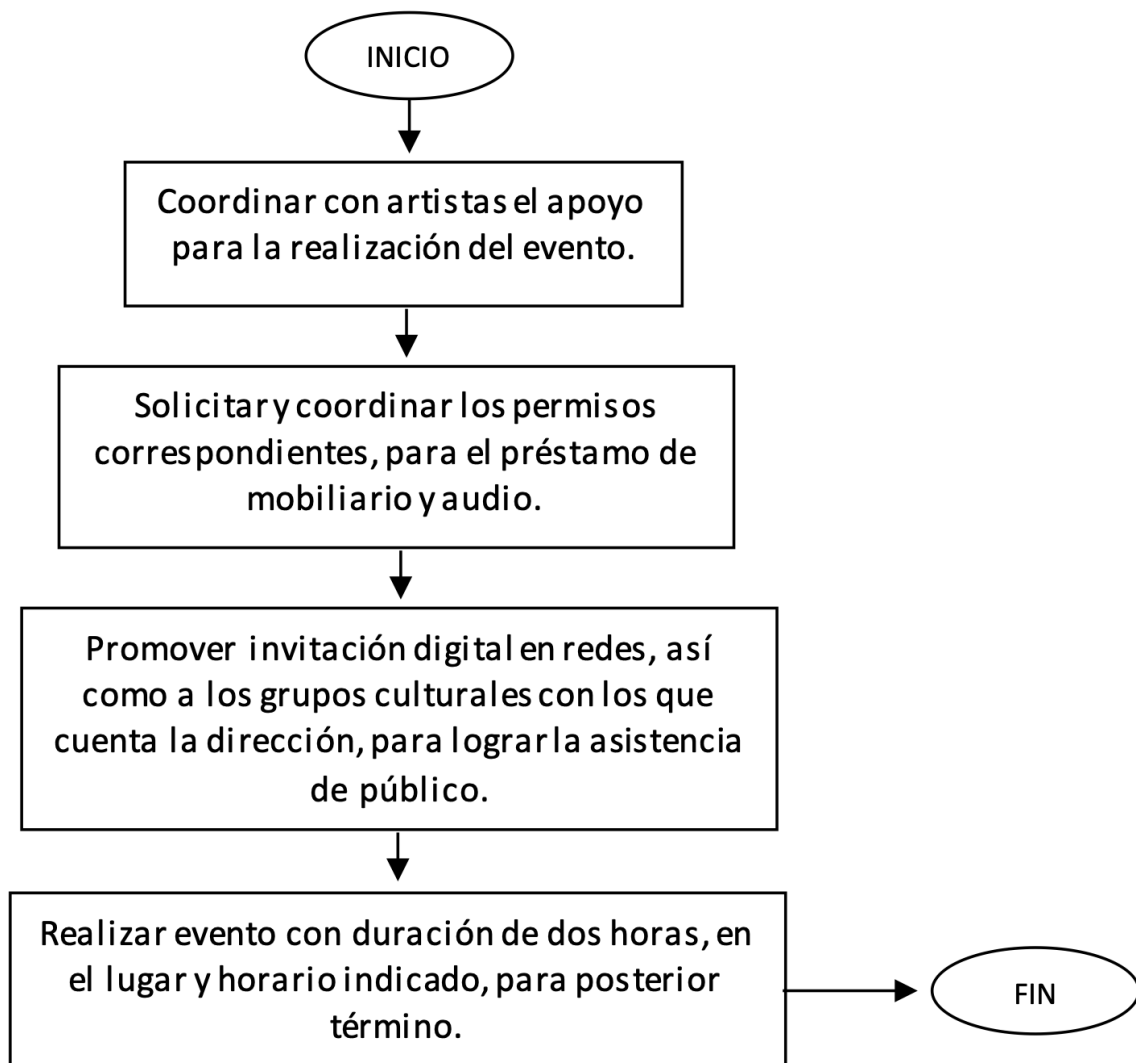 INICIO
Coordinar con artistas el apoyo
para la realización del evento.
Solicitar y coordinar los permisos
correspondientes, para el préstamo de
mobiliario y audio.
Promover invitación digital en redes, así
como a los grupos culturales con los que
cuenta la dirección, para lograr la asistencia
de público.
Realizar evento con duración de dos horas, en
el lugar y horario indicado, para posterior
término.
FIN